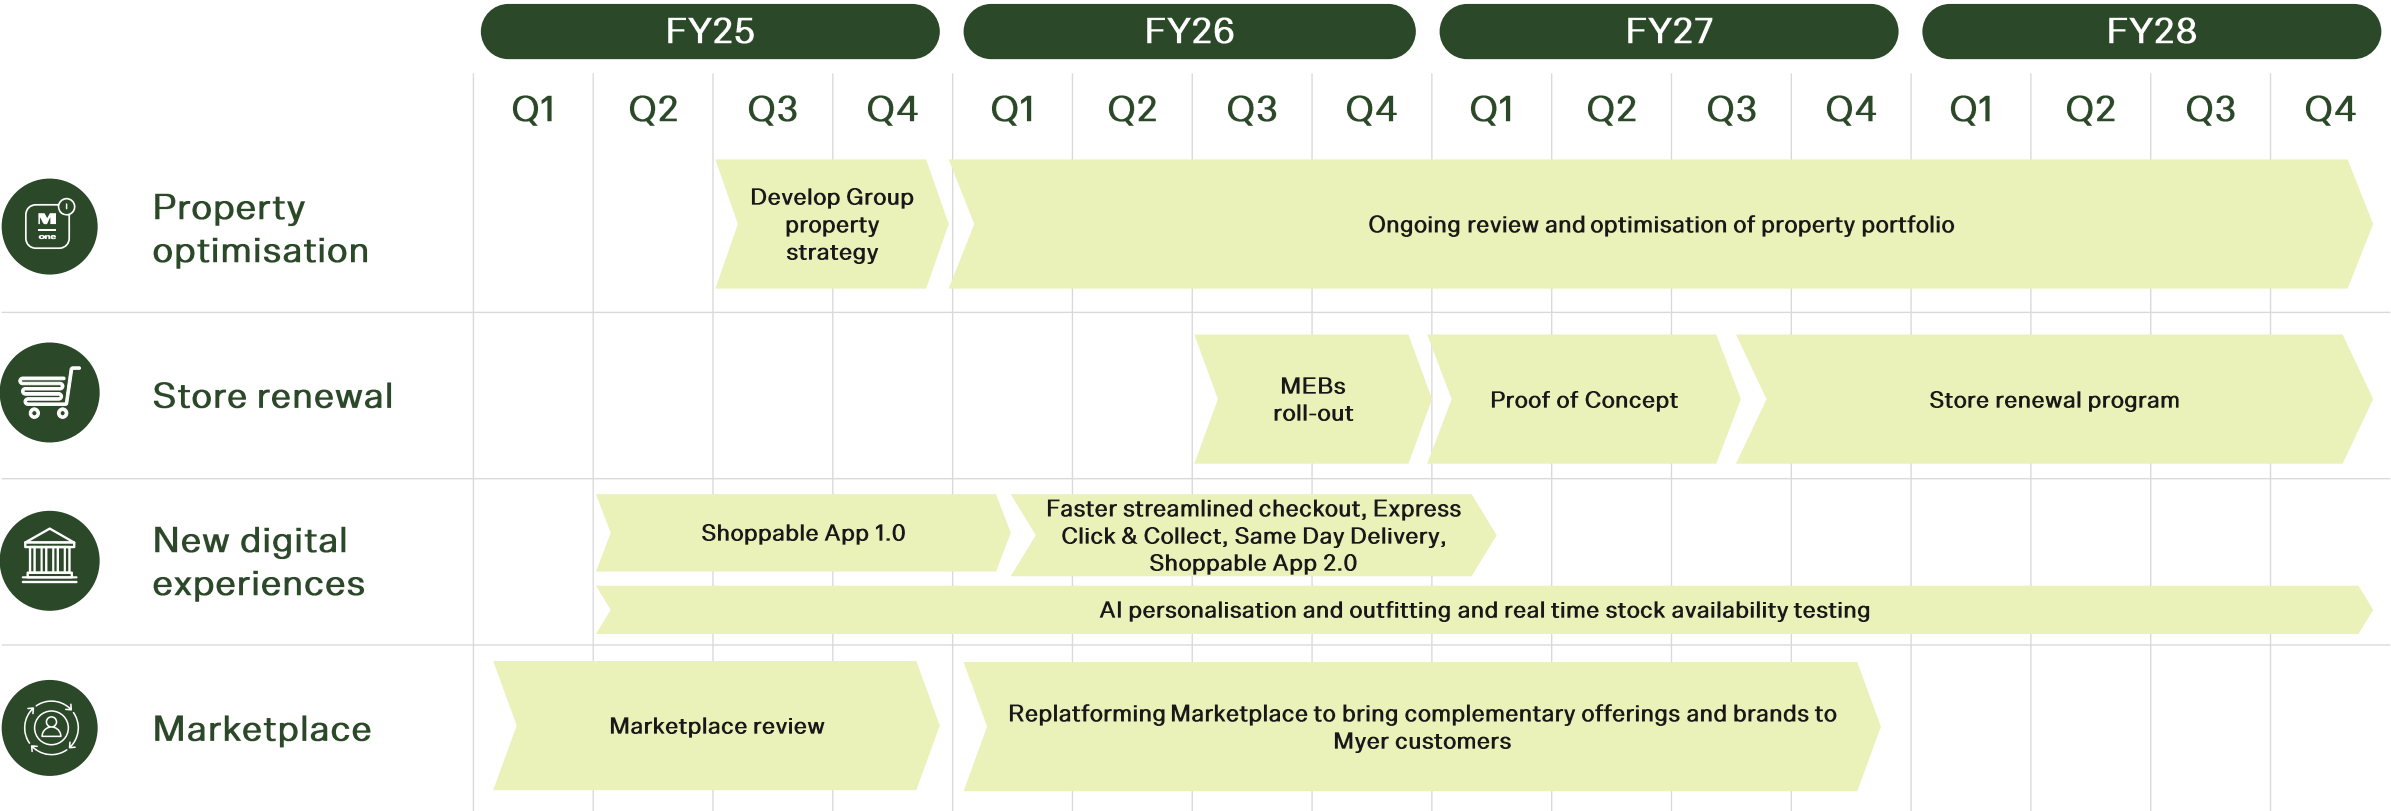 FY25 FY26 FY27 FY28
Q1 Q2 Q3 Q4 Q1 Q2 Q3 Q4 Q1 Q2 Q3 Q4 Q1 Q2 Q3 Q4
M
one
Property
optimisation
Develop Group
property
strategy
Ongoing review and optimisation of property portfolio
Store renewal
MEBs
roll-out
Proof of Concept
Store renewal program
New digital
experiences
Shoppable App 1.0
Faster streamlined checkout, Express
Click & Collect, Same Day Delivery,
Shoppable App 2.0
AI personalisation and outfitting and real time stock availability testing
Marketplace
Marketplace review
Replatforming Marketplace to bring complementary offerings and brands to
Myer customers